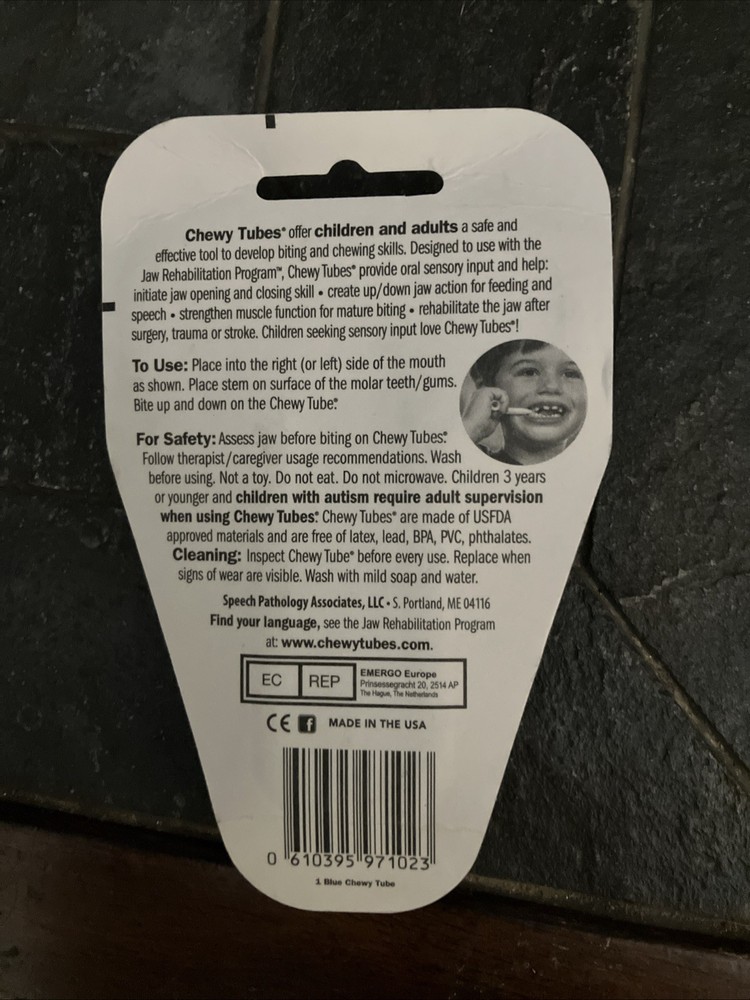 Chewy Tubes® offer children and adults a safe and
effective tool to develop biting and chewing skills. Designed to use with the
Jaw Rehabilitation Program™, Chewy Tubes® provide oral sensory input and help:
initiate jaw opening and closing skill • create up/down jaw action for feeding and
speech • strengthen muscle function for mature biting • rehabilitate the jaw after
surgery, trauma or stroke. Children seeking sensory input love Chewy Tubes®!
To Use: Place into the right (or left) side of the mouth
as shown. Place stem on surface of the molar teeth/gums.
Bite up and down on the Chewy Tube®.
For Safety: Assess jaw before biting on Chewy Tubes®.
Follow therapist/caregiver usage recommendations. Wash
before using. Not a toy. Do not eat. Do not microwave. Children 3 years
or younger and children with autism require adult supervision
when using Chewy Tubes®. Chewy Tubes® are made of USFDA
approved materials and are free of latex, lead, BPA, PVC, phthalates.
Cleaning: Inspect Chewy Tube® before every use. Replace when
signs of wear are visible. Wash with mild soap and water.
Speech Pathology Associates, LLC • S. Portland, ME 04116
Find your language, see the Jaw Rehabilitation Program
at: www.chewytubes.com.
EC REP
EMERGO Europe
Prinsessegracht 20, 2514 AP
The Hague, The Netherlands
CE f MADE IN THE USA
0 610395 971023
1 Blue Chewy Tube